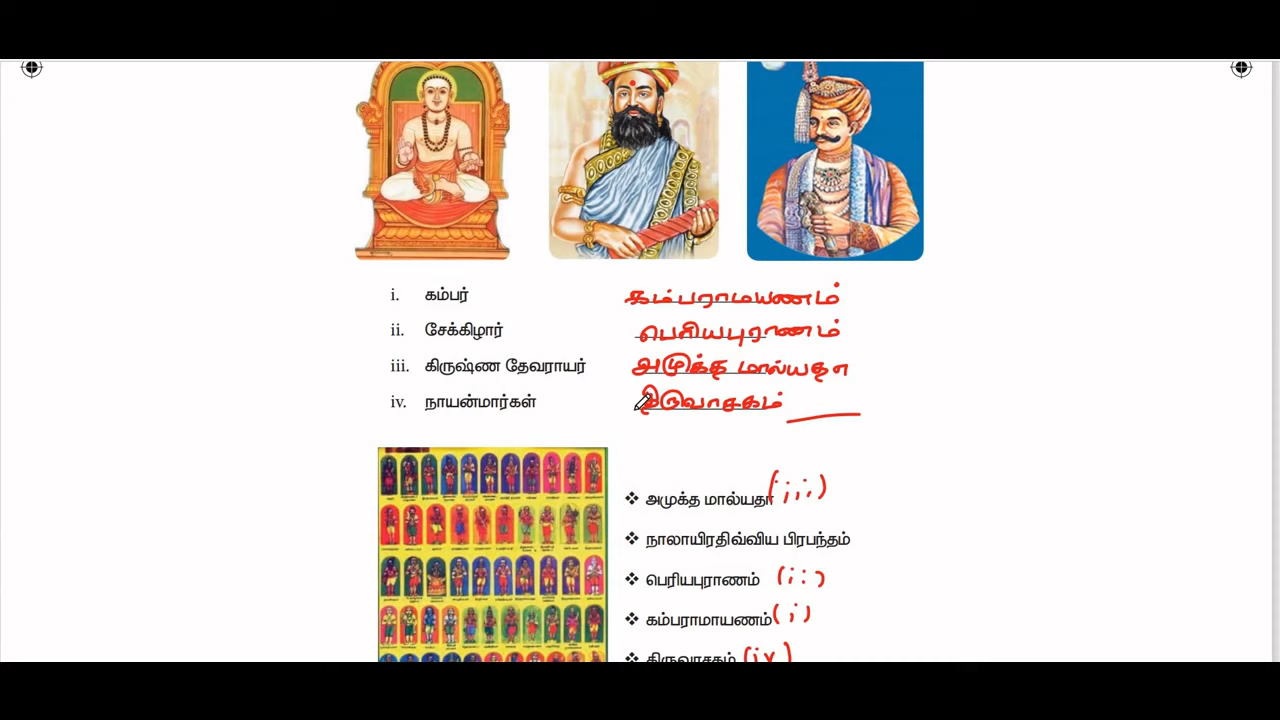 i. கம்பர் கம்பராமயணம்
ii. சேக்கிழார் பெரியபுராணம்
iii. கிருஷ்ண தேவராயர் அமுக்த மால்யதா
iv. நாயன்மார்கள் திருவாசகம்
❖ அமுக்த மால்யதா (iii)
❖ நாலாயிரதிவ்விய பிரபந்தம்
❖ பெரியபுராணம் (ii)
❖ கம்பராமாயணம் (i)
❖ திருவாசகம் (iv)